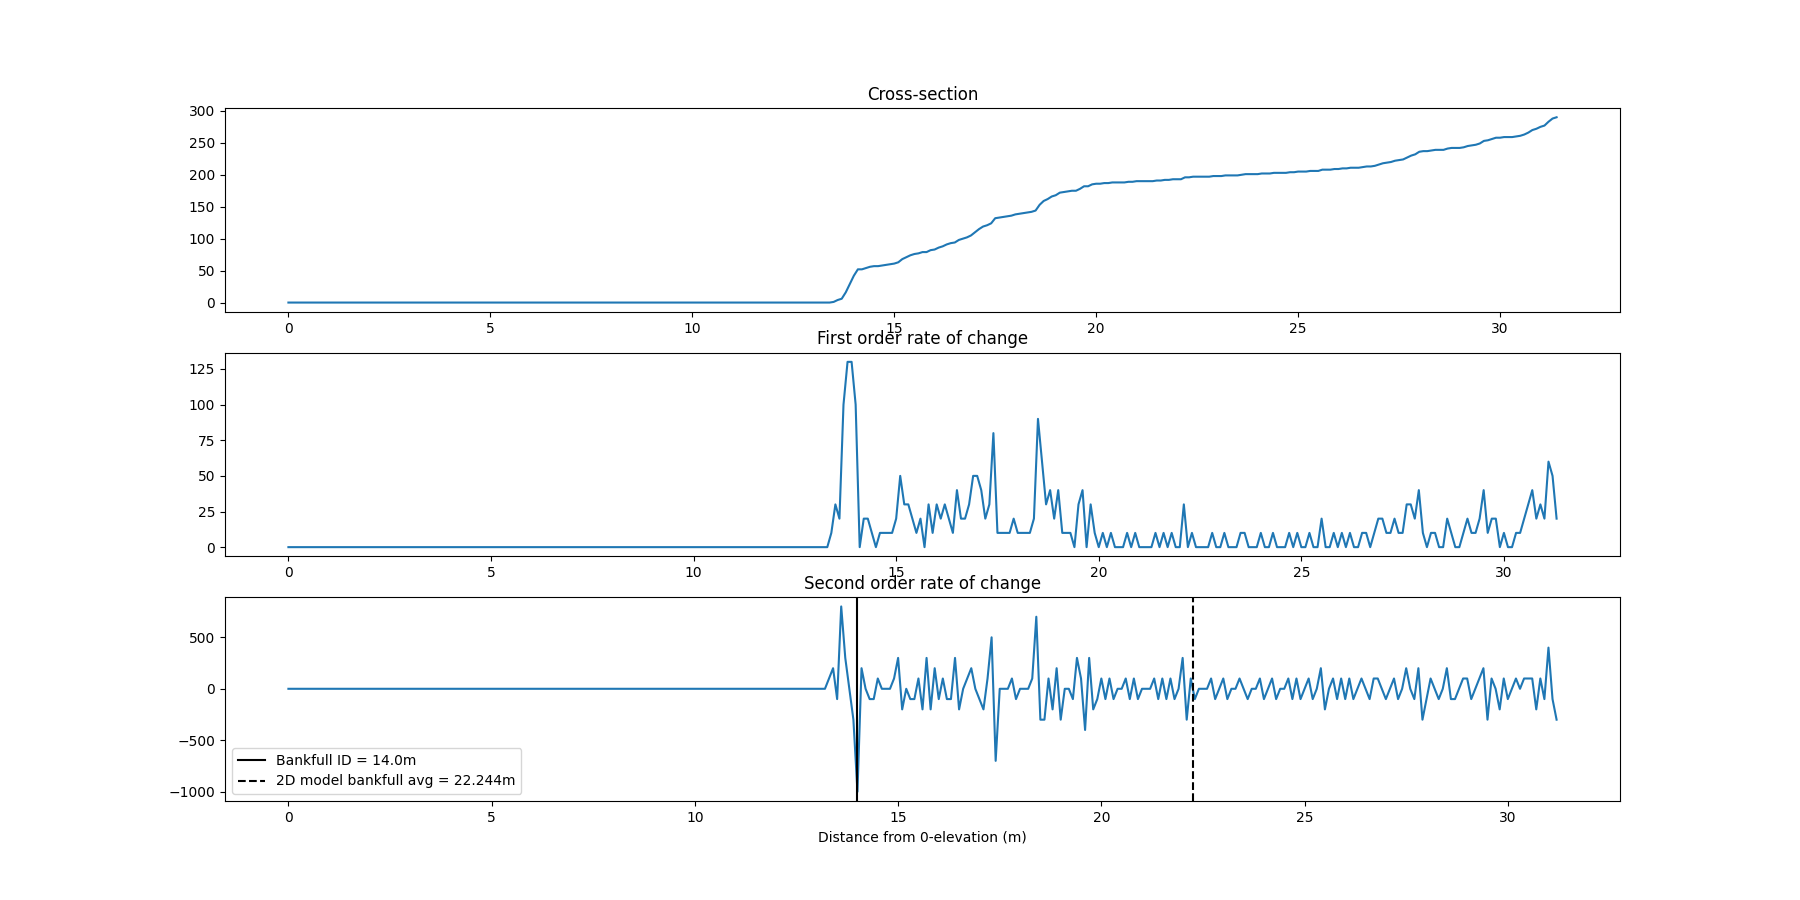 Cross-section
300
250
200
150
100
50
0
0 5 10 15 20 25 30
First order rate of change
125
100
75
50
25
0
0 5 10 15 20 25 30
Second order rate of change
500
0
−500
−1000
Bankfull ID = 14.0m
2D model bankfull avg = 22.244m
0 5 10 15 20 25 30
Distance from 0-elevation (m)